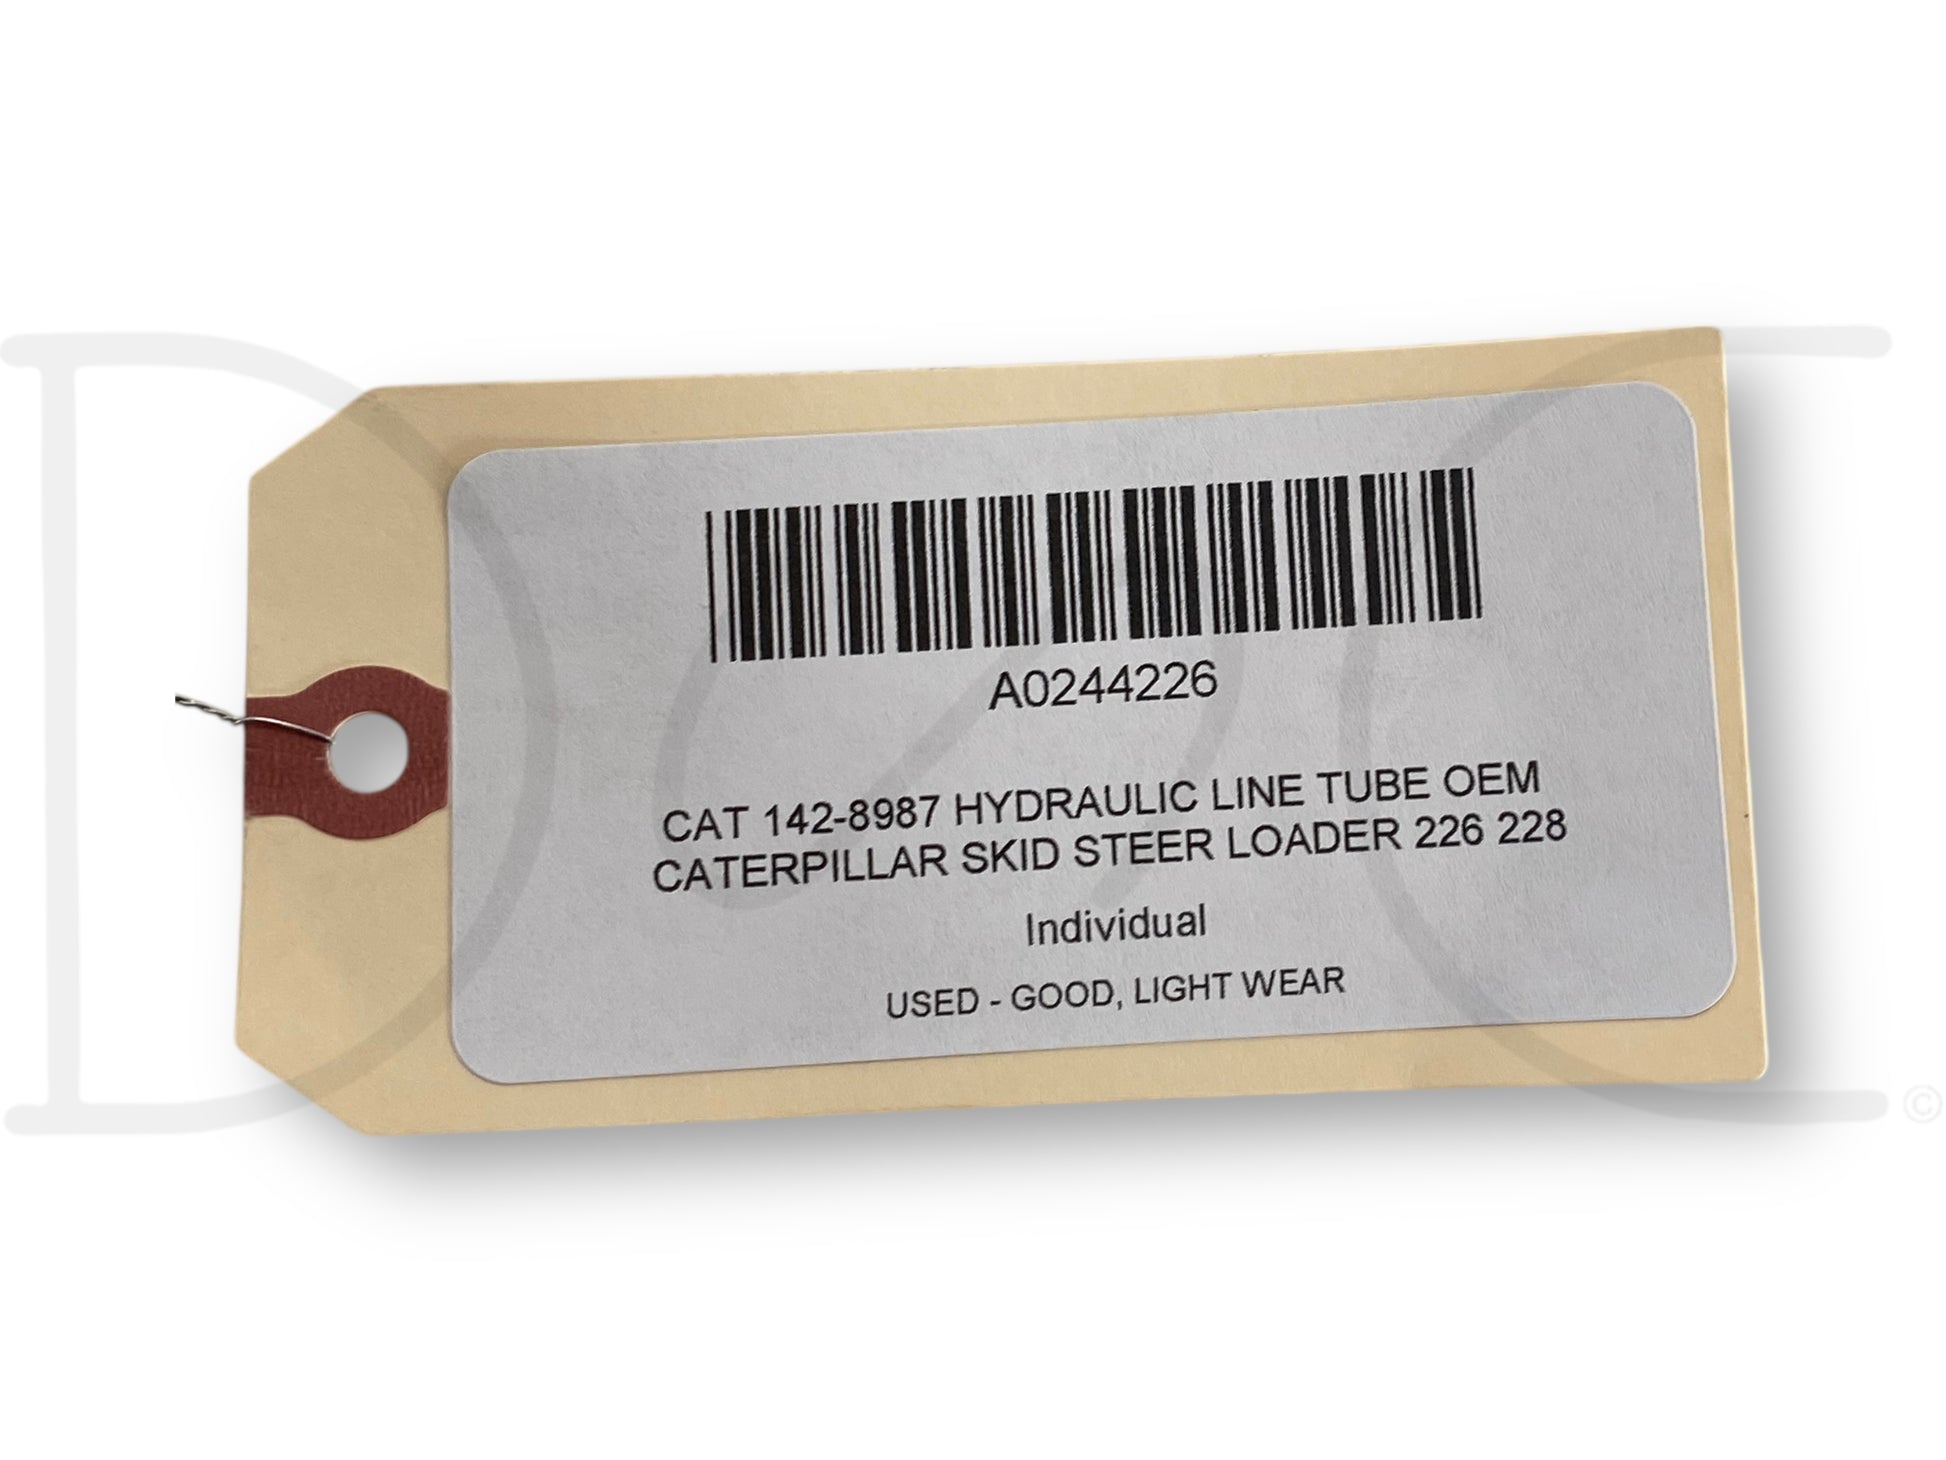 A0244226
CAT 142-8987 HYDRAULIC LINE TUBE OEM
CATERPILLAR SKID STEER LOADER 226 228
Individual
USED - GOOD, LIGHT WEAR
©